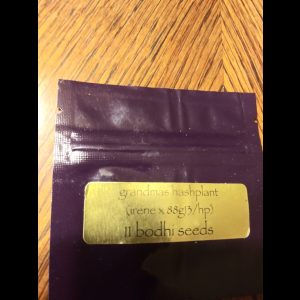 grandmas hashplant
(irene x 88g13/hp)
11 bodhi seeds